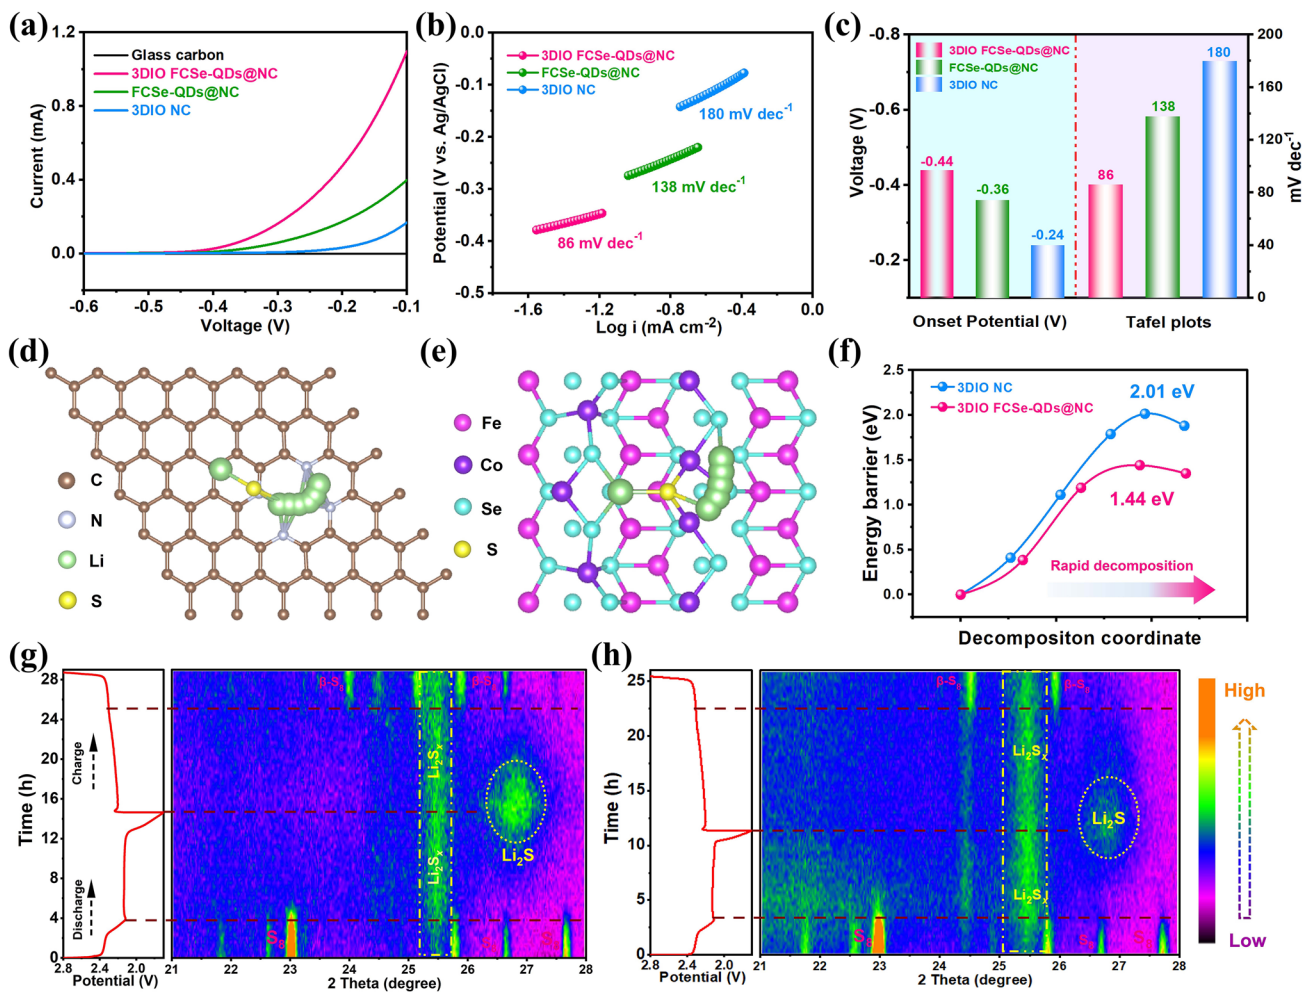 (a)
1.2
0.8
0.4
0.0
Current (mA)
Glass carbon
3DIO FCSe-QDs@NC
FCSe-QDs@NC
3DIO NC
-0.6 -0.5 -0.4 -0.3 -0.2 -0.1
Voltage (V)
(b)
0.0
-0.1
-0.2
-0.3
-0.4
-0.5
Potential (V vs. Ag/AgCl)
3DIO FCSe-QDs@NC
FCSe-QDs@NC
3DIO NC
180 mV dec-1
138 mV dec-1
86 mV dec-1
-1.6 -1.2 -0.8 -0.4 0.0
Log i (mA cm-2)
(c)
-0.8
-0.6
-0.4
-0.2
Voltage (V)
3DIO FCSe-QDs@NC
FCSe-QDs@NC
3DIO NC
-0.44
-0.36
-0.24
86
138
180
200
160
120
80
40
0
mV dec-1
Onset Potential (V) Tafel plots
(d)
C
N
Li
S
(e)
Fe
Co
Se
S
(f)
2.5
2.0
1.5
1.0
0.5
0.0
Energy barrier (eV)
3DIO NC
3DIO FCSe-QDs@NC
2.01 eV
1.44 eV
Rapid decomposition
Decompositon coordinate
(g)
28
24
20
16
12
8
4
0
Time (h)
Charge
Discharge
2.8 2.4 2.0
Potential (V)
β-S8 β-S8
Li2Sx
Li2S
Li2Sx
S8 S8 S8
21 22 23 24 25 26 27 28
2 Theta (degree)
(h)
25
20
15
10
5
0
Time (h)
2.8 2.4 2.0
Potential (V)
β-S8 β-S8
Li2Sx
Li2S
Li2Sx
S8 S8 S8
21 22 23 24 25 26 27 28
2 Theta (degree)
High
Low